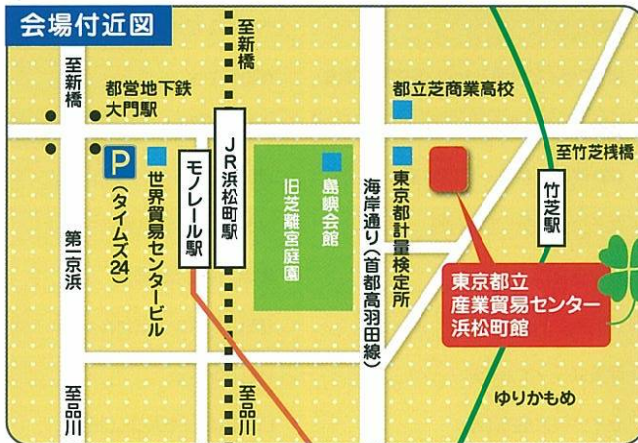 会場付近図
至新橋
至新橋
都営地下鉄
大門駅
P
(タイムズ24)
世界貿易センタービル
モノレール駅
JR浜松町駅
第一京浜
至品川
至品川
旧芝離宮庭園
島嶼会館
海岸通り(首都高羽田線)
都立芝商業高校
東京都計量検定所
至竹芝桟橋
竹芝駅
東京都立
産業貿易センター
浜松町館
ゆりかもめ